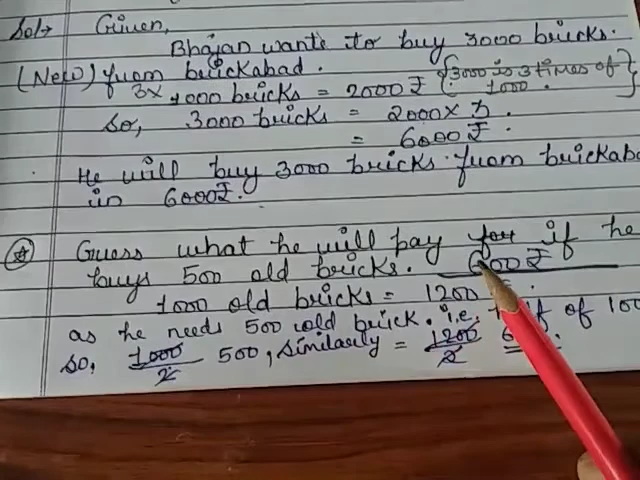 Sol→ Given,
Bhajan wants to buy 3000 bricks.
(New) from brickabad.
3x 1000 bricks = 2000₹ {∵ 3000 is 3 times of
1000. }
so, 3000 bricks = 2000 × 3.
= 6000₹.
He will buy 3000 bricks from brickaba
in 6000₹.
Guess what he will pay for if he
buys 500 old bricks. 600₹
1000 old bricks = 1200
as he needs 500 old brick. i.e. of 100
so, 1000/2 500, similarly = 1200/2